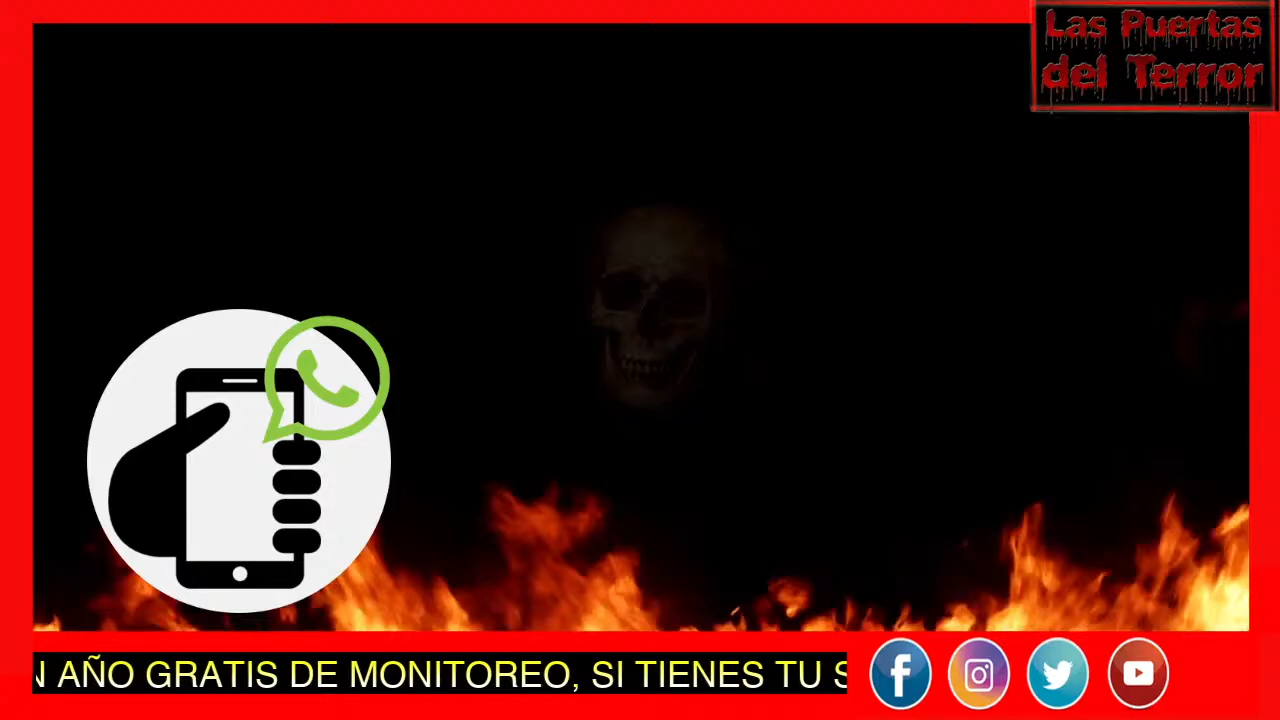 Las Puertas
del Terror
AÑO GRATIS DE MONITOREO, SI TIENES TU